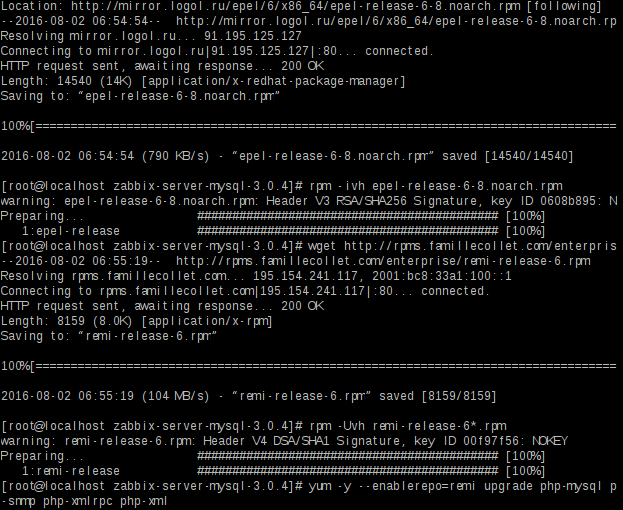 Location: http://mirror.logol.ru/epel/6/x86_64/epel-release-6-8.noarch.rpm [following]
--2016-08-02 06:54:54--  http://mirror.logol.ru/epel/6/x86_64/epel-release-6-8.noarch.rp
Resolving mirror.logol.ru... 91.195.125.127
Connecting to mirror.logol.ru|91.195.125.127|:80... connected.
HTTP request sent, awaiting response... 200 OK
Length: 14540 (14K) [application/x-redhat-package-manager]
Saving to: “epel-release-6-8.noarch.rpm”
100%[===================================================================================
2016-08-02 06:54:54 (790 KB/s) - “epel-release-6-8.noarch.rpm” saved [14540/14540]
[root@localhost zabbix-server-mysql-3.0.4]# rpm -ivh epel-release-6-8.noarch.rpm
warning: epel-release-6-8.noarch.rpm: Header V3 RSA/SHA256 Signature, key ID 0608b895: N
Preparing...                ########################################### [100%]
   1:epel-release           ########################################### [100%]
[root@localhost zabbix-server-mysql-3.0.4]# wget http://rpms.famillecollet.com/enterpris
--2016-08-02 06:55:19--  http://rpms.famillecollet.com/enterprise/remi-release-6.rpm
Resolving rpms.famillecollet.com... 195.154.241.117, 2001:bc8:33a1:100::1
Connecting to rpms.famillecollet.com|195.154.241.117|:80... connected.
HTTP request sent, awaiting response... 200 OK
Length: 8159 (8.0K) [application/x-rpm]
Saving to: “remi-release-6.rpm”
100%[===================================================================================
2016-08-02 06:55:19 (104 MB/s) - “remi-release-6.rpm” saved [8159/8159]
[root@localhost zabbix-server-mysql-3.0.4]# rpm -Uvh remi-release-6*.rpm
warning: remi-release-6.rpm: Header V4 DSA/SHA1 Signature, key ID 00f97f56: NOKEY
Preparing...                ########################################### [100%]
   1:remi-release           ########################################### [100%]
[root@localhost zabbix-server-mysql-3.0.4]# yum -y --enablerepo=remi upgrade php-mysql p
-snmp php-xmlrpc php-xml